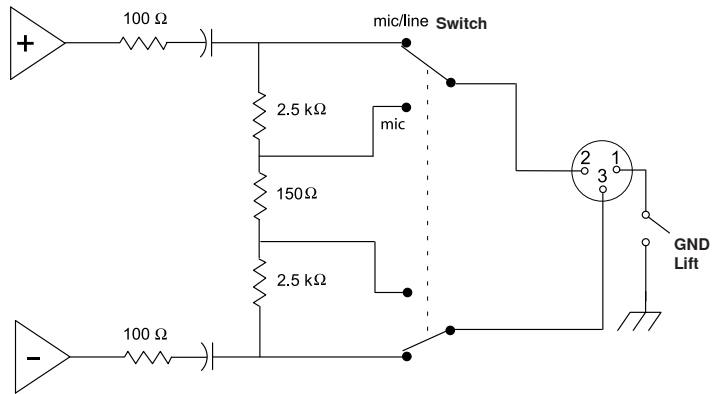 100 Ω
mic/line Switch
+
2.5 kΩ
mic
2 1
3
150Ω
GND
Lift
2.5 kΩ
100 Ω
-